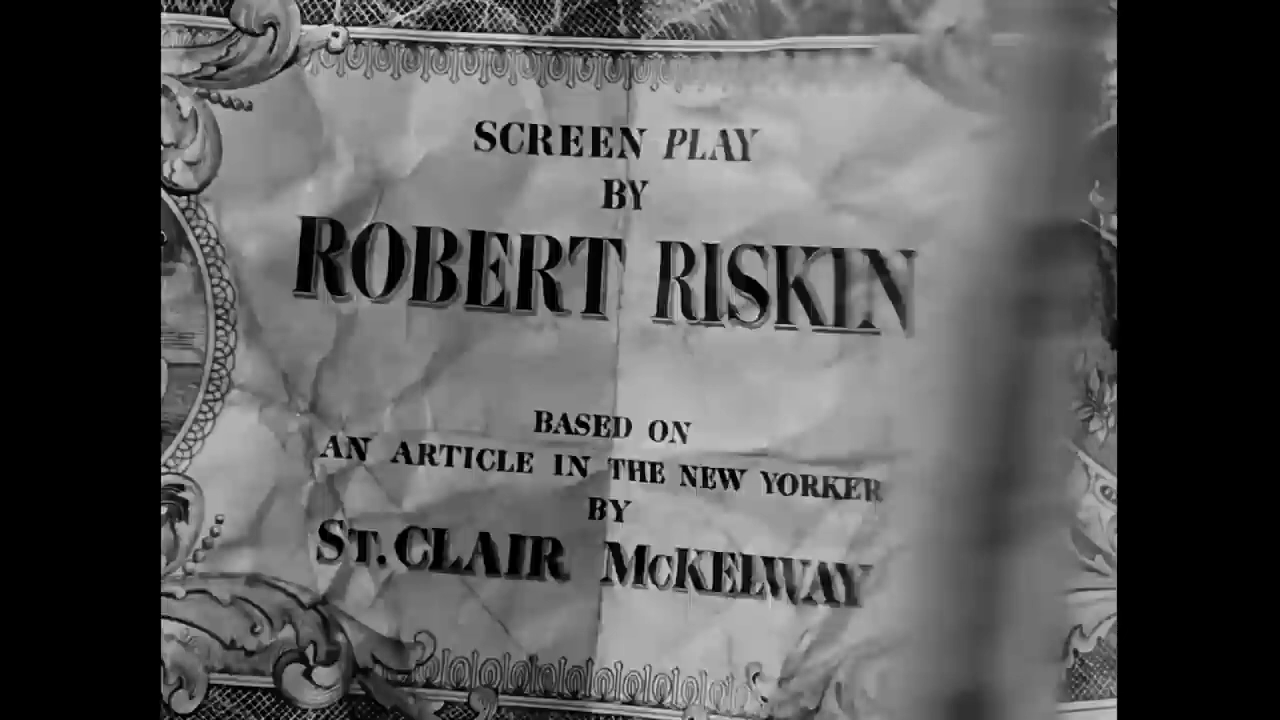 SCREEN PLAY
BY
ROBERT RISKIN
BASED ON
AN ARTICLE IN THE NEW YORKER
BY
ST. CLAIR McKELWAY